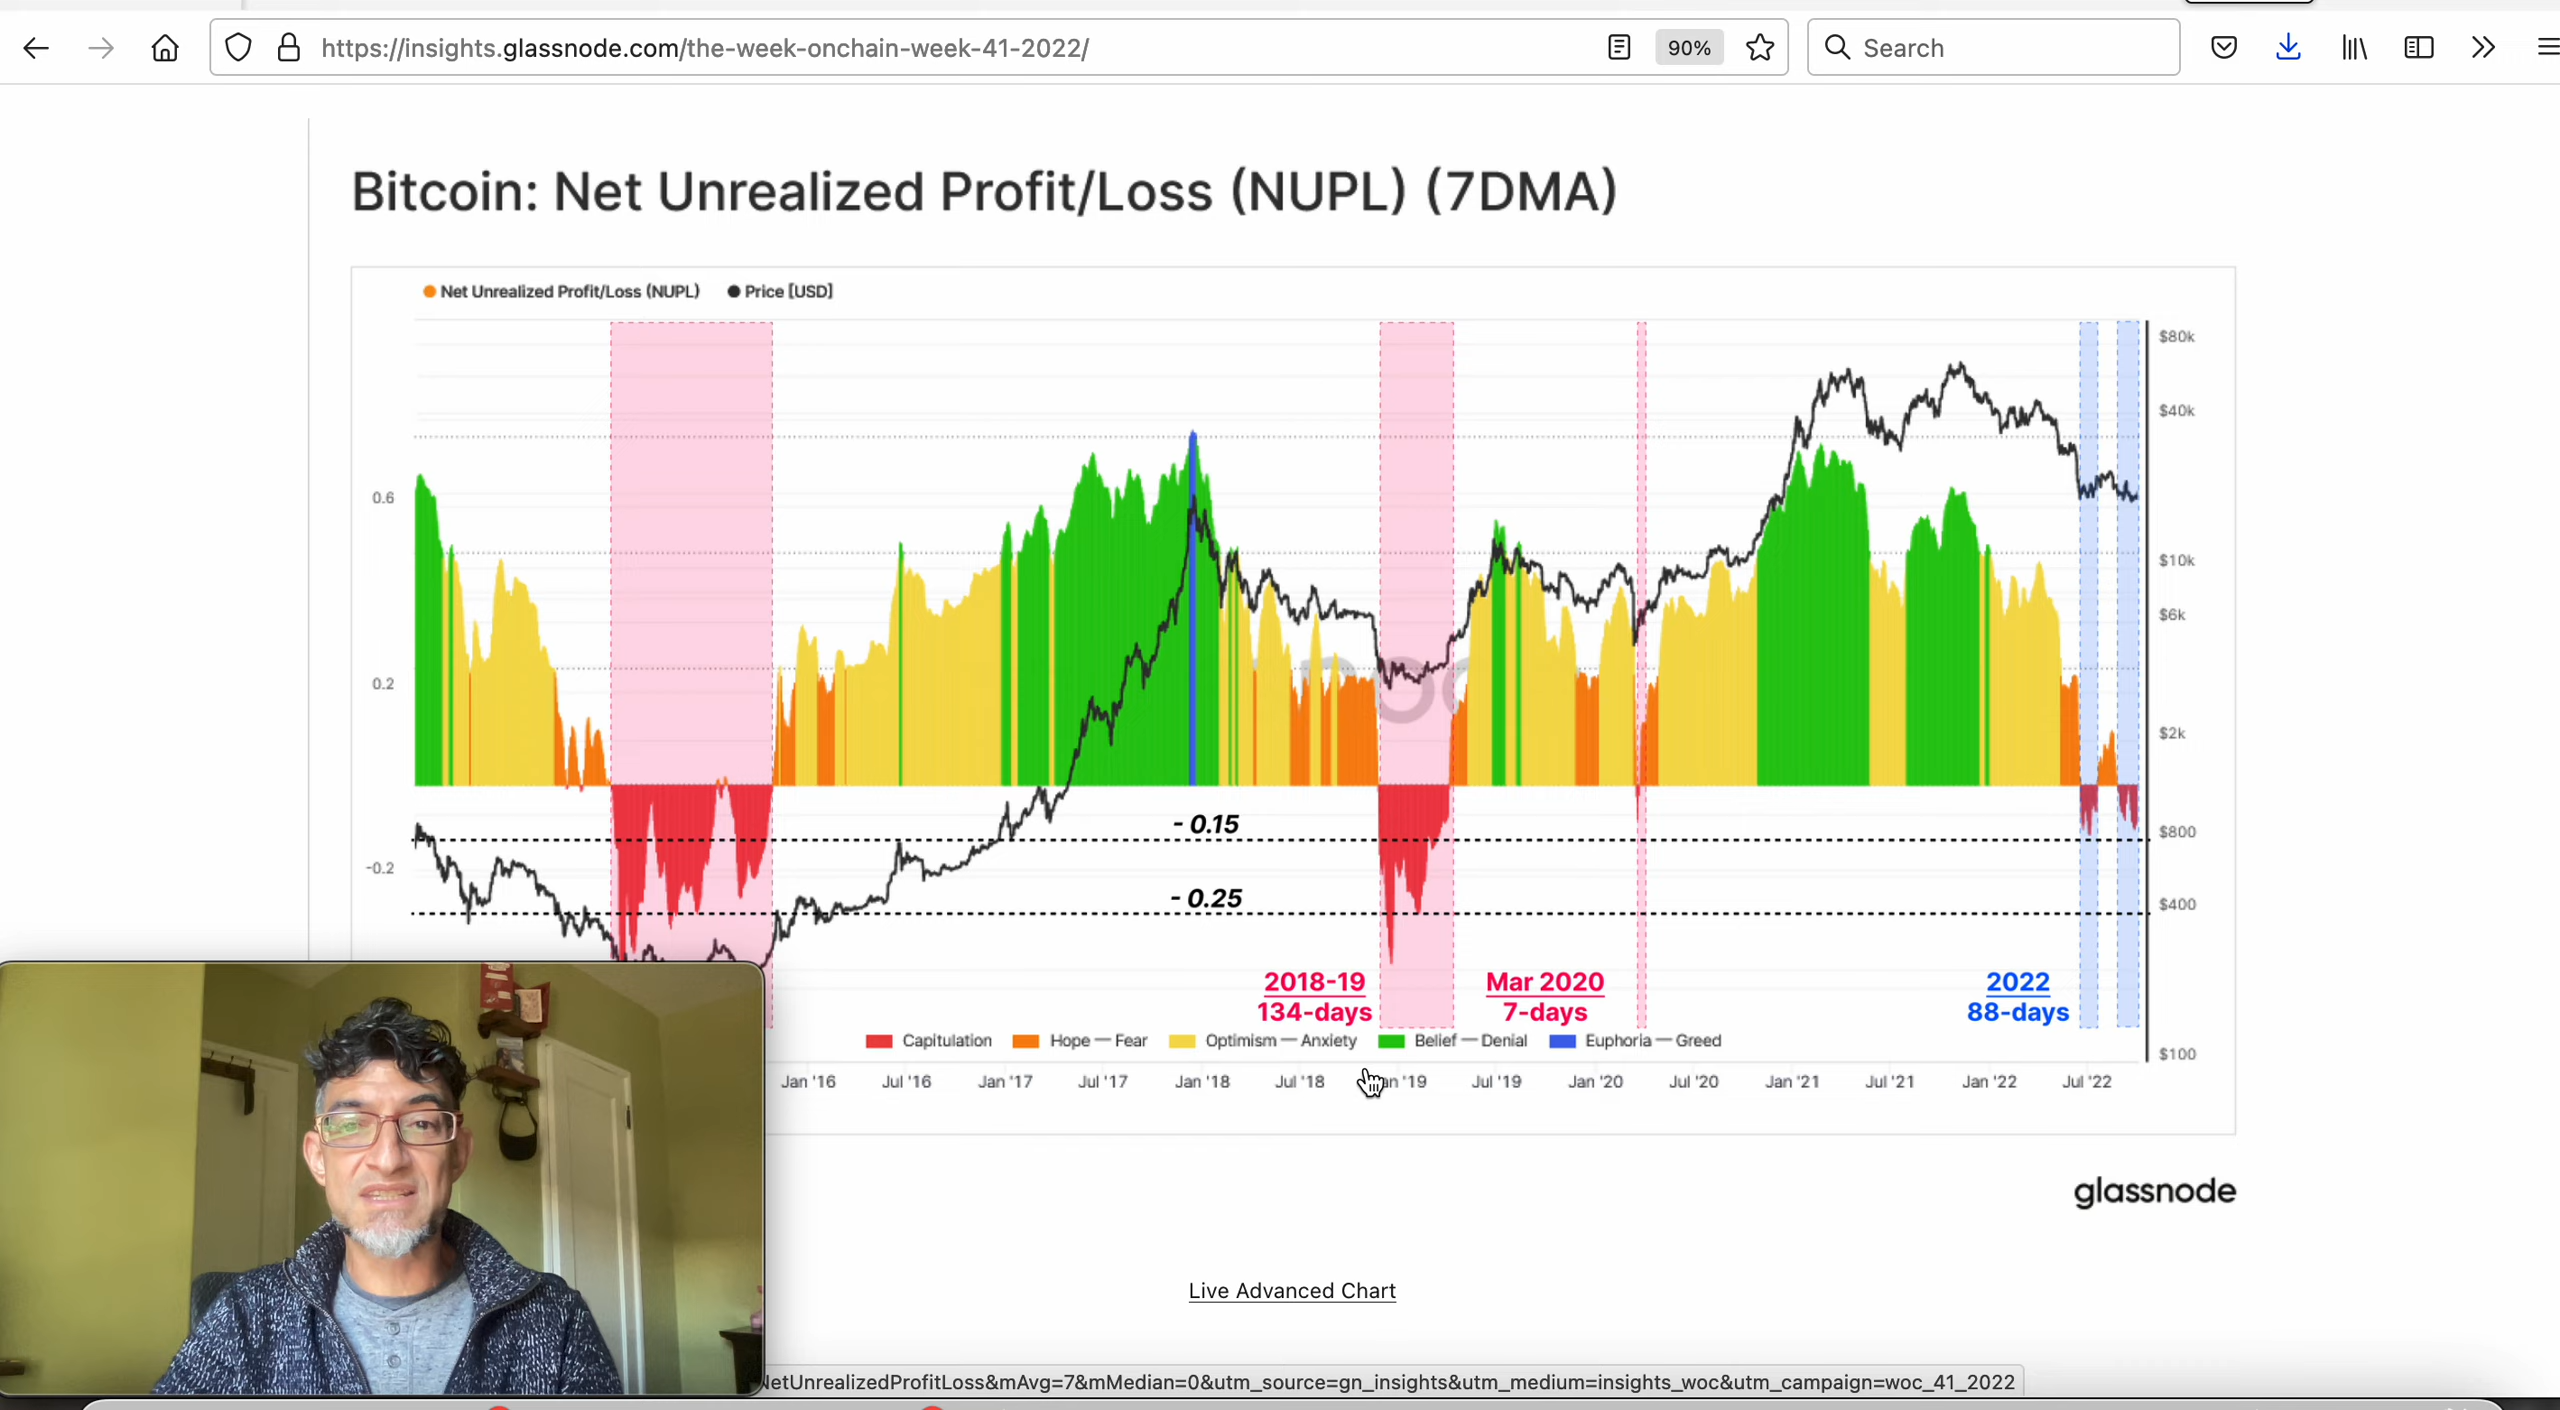 https://insights.glassnode.com/the-week-onchain-week-41-2022/
90%
Search
Bitcoin: Net Unrealized Profit/Loss (NUPL) (7DMA)
Net Unrealized Profit/Loss (NUPL) Price [USD]
$80k
$40k
0.6
$10k
$6k
0.2
$2k
- 0.15
$800
-0.2
- 0.25
$400
2018-19
134-days
Mar 2020
7-days
2022
88-days
Capitulation Hope — Fear Optimism — Anxiety Belief — Denial Euphoria — Greed
$100
Jan '16 Jul '16 Jan '17 Jul '17 Jan '18 Jul '18 an '19 Jul '19 Jan '20 Jul '20 Jan '21 Jul '21 Jan '22 Jul '22
glassnode
Live Advanced Chart
NetUnrealizedProfitLoss&mAvg=7&mMedian=0&utm_source=gn_insights&utm_medium=insights_woc&utm_campaign=woc_41_2022